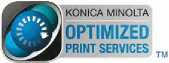 KONICA MINOLTA
OPTIMIZED
PRINT SERVICES
TM